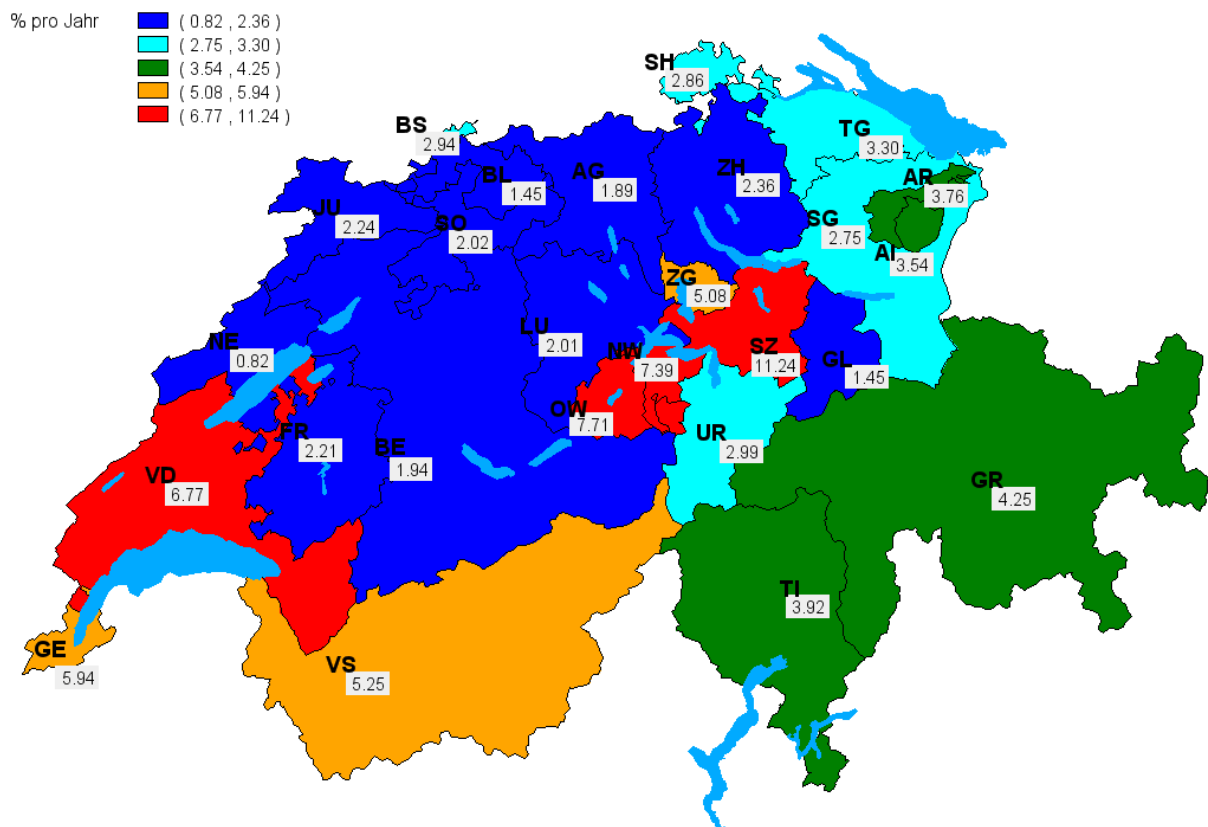 % pro Jahr
( 0.82 , 2.36 )
( 2.75 , 3.30 )
( 3.54 , 4.25 )
( 5.08 , 5.94 )
( 6.77 , 11.24 )
SH
2.86
BS
2.94
TG
3.30
BL
1.45
AG
1.89
ZH
2.36
AR
3.76
JU
2.24
SO
2.02
SG
2.75
AI
3.54
ZG
5.08
NE
0.82
LU
2.01
NW
7.39
SZ
11.24
GL
1.45
OW
7.71
FR
2.21
BE
1.94
UR
2.99
VD
6.77
GR
4.25
TI
3.92
GE
5.94
VS
5.25